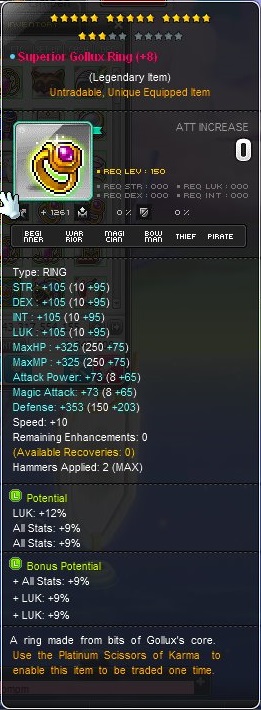 Superior Gollux Ring (+8)
(Legendary Item)
Untradable, Unique Equipped Item
ATT INCREASE
0
REQ LEV : 150
REQ STR : 000
REQ LUK : 000
REQ DEX : 000
REQ INT : 000
+ 1261
0 %
0 %
BEGINNER WARRIOR MAGICIAN BOWMAN THIEF PIRATE
Type: RING
STR : +105 (10 +95)
DEX : +105 (10 +95)
INT : +105 (10 +95)
LUK : +105 (10 +95)
MaxHP : +325 (250 +75)
MaxMP : +325 (250 +75)
Attack Power: +73 (8 +65)
Magic Attack: +73 (8 +65)
Defense: +353 (150 +203)
Speed: +10
Remaining Enhancements: 0
(Available Recoveries: 0)
Hammers Applied: 2 (MAX)
L Potential
LUK: +12%
All Stats: +9%
All Stats: +9%
L Bonus Potential
+ All Stats: +9%
+ LUK: +9%
+ LUK: +9%
A ring made from bits of Gollux's core.
Use the Platinum Scissors of Karma to
enable this item to be traded one time.